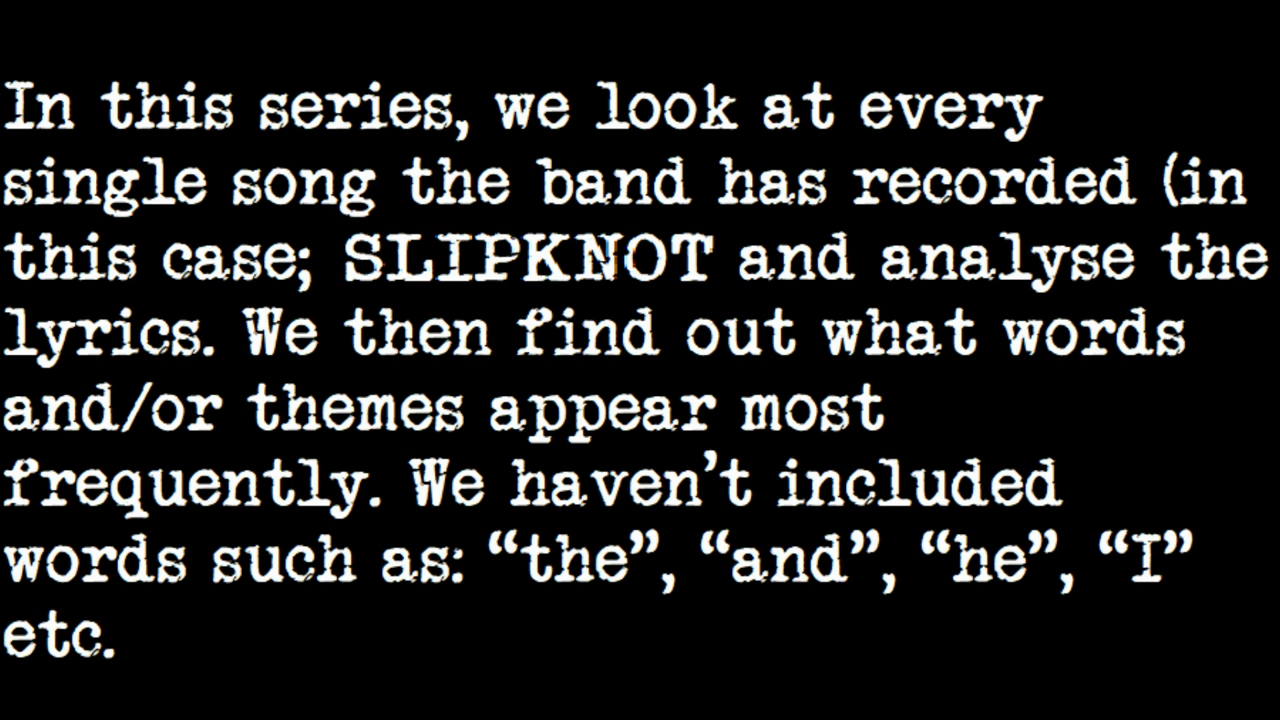 In this series, we look at every
single song the band has recorded (in
this case; SLIPKNOT and analyse the
lyrics. We then find out what words
and/or themes appear most
frequently. We haven’t included
words such as: “the”, “and”, “he”, “I”
etc.